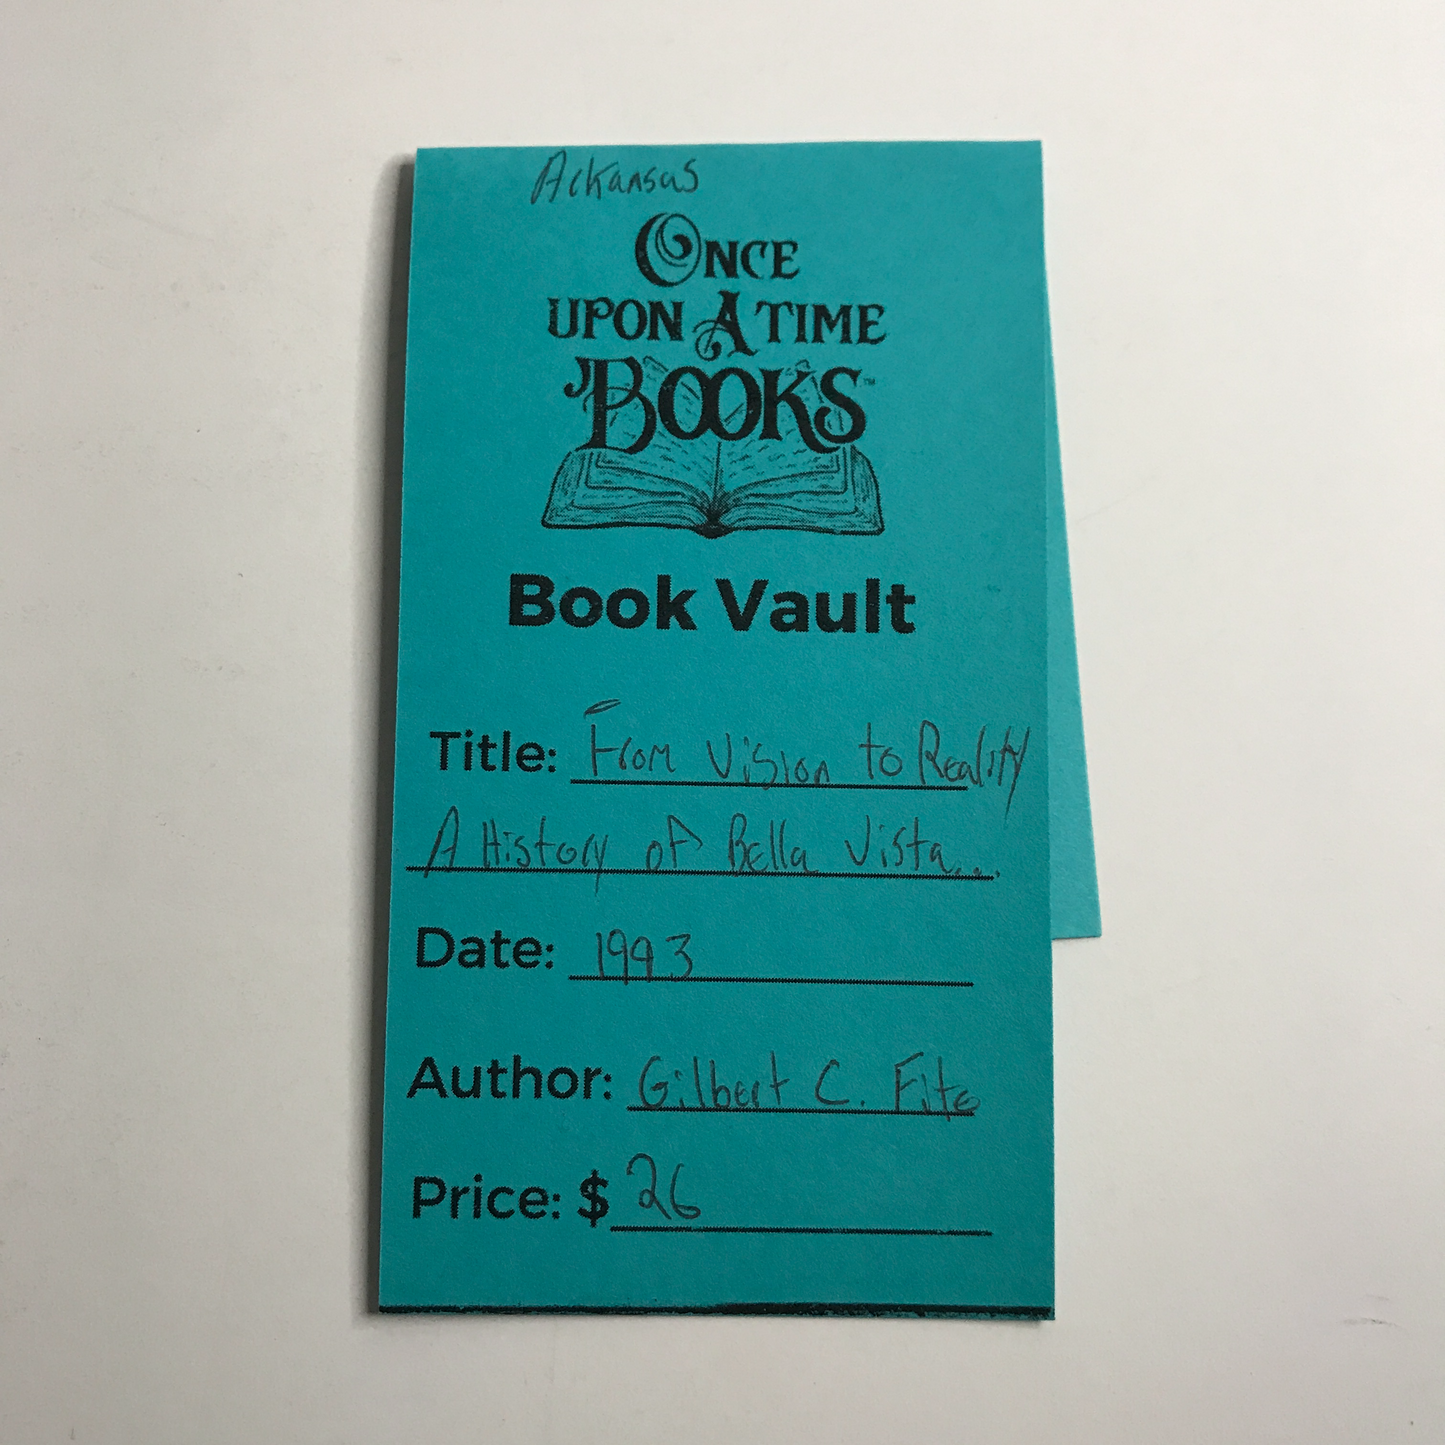 Arkansas
ONCE
UPON A TIME
BOOKS™
Book Vault
Title: From Vision to Reality
A History of Bella Vista...
Date: 1993
Author: Gilbert C. Fite
Price: $26